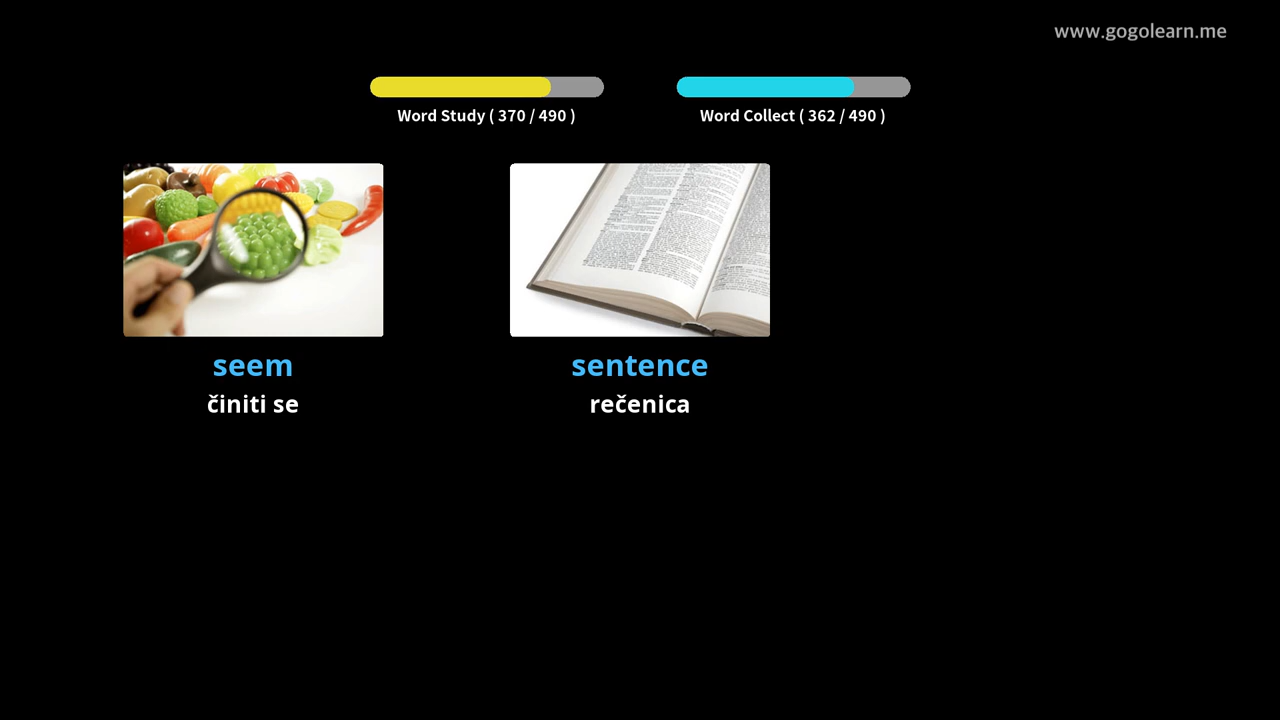 www.gogolearn.me
Word Study ( 370 / 490 )
Word Collect ( 362 / 490 )
seem
činiti se
sentence
rečenica